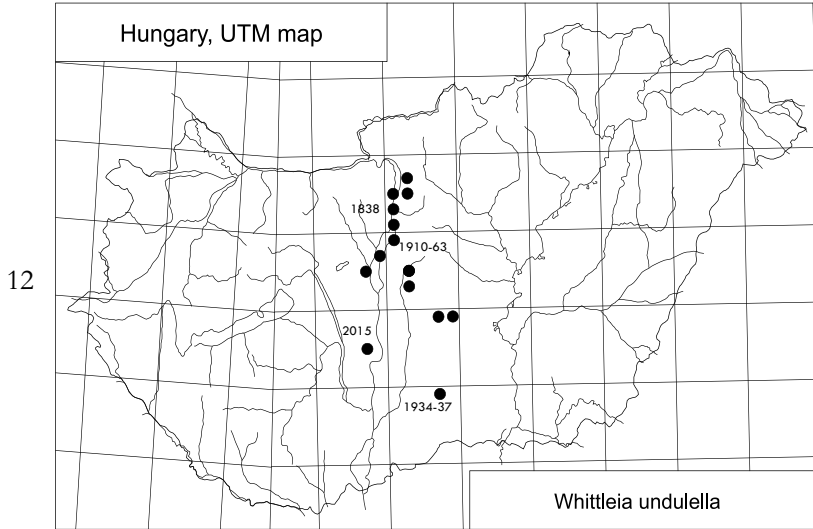 Hungary, UTM map
1838
1910-63
12
2015
1934-37
Whittleia undulella